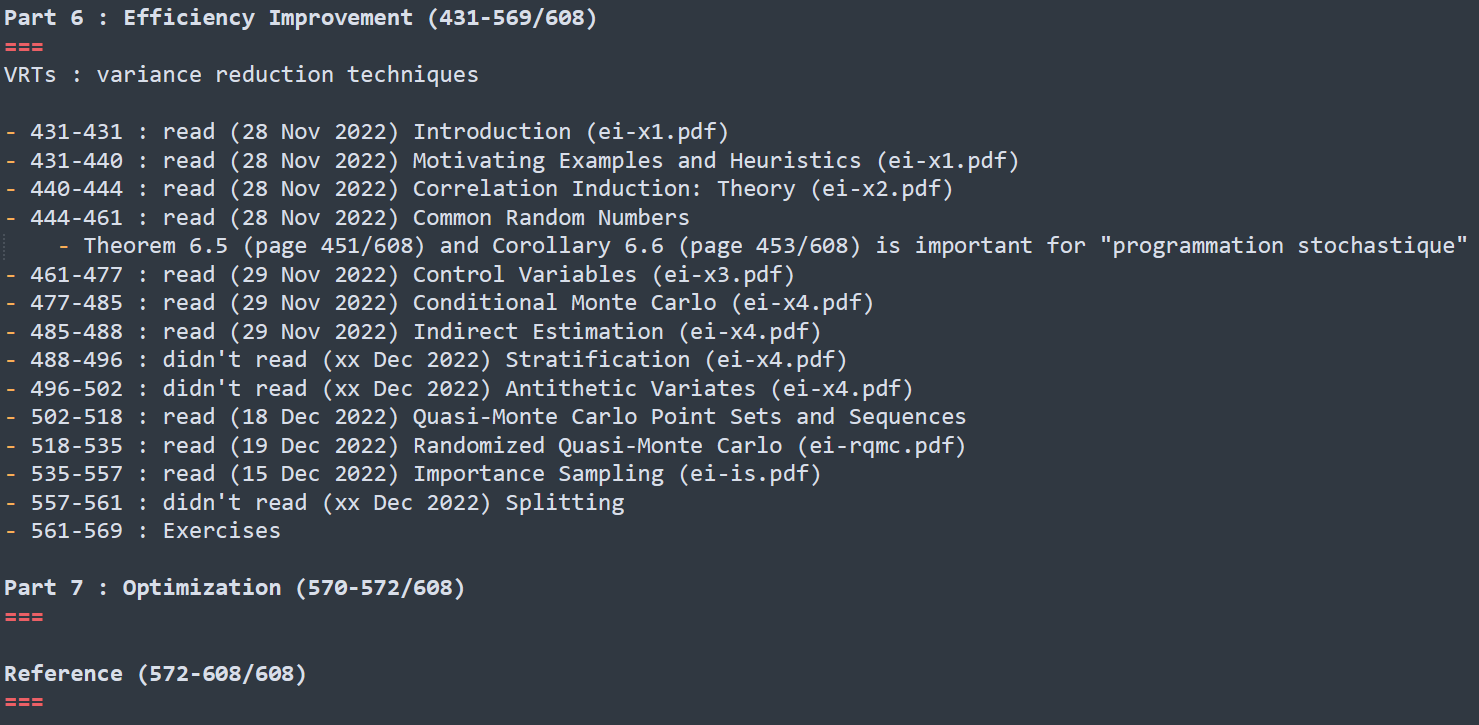 Part 6 : Efficiency Improvement (431-569/608)
===
VRTs : variance reduction techniques
- 431-431 : read (28 Nov 2022) Introduction (ei-x1.pdf)
- 431-440 : read (28 Nov 2022) Motivating Examples and Heuristics (ei-x1.pdf)
- 440-444 : read (28 Nov 2022) Correlation Induction: Theory (ei-x2.pdf)
- 444-461 : read (28 Nov 2022) Common Random Numbers
- Theorem 6.5 (page 451/608) and Corollary 6.6 (page 453/608) is important for "programmation stochastique"
- 461-477 : read (29 Nov 2022) Control Variables (ei-x3.pdf)
- 477-485 : read (29 Nov 2022) Conditional Monte Carlo (ei-x4.pdf)
- 485-488 : read (29 Nov 2022) Indirect Estimation (ei-x4.pdf)
- 488-496 : didn't read (xx Dec 2022) Stratification (ei-x4.pdf)
- 496-502 : didn't read (xx Dec 2022) Antithetic Variates (ei-x4.pdf)
- 502-518 : read (18 Dec 2022) Quasi-Monte Carlo Point Sets and Sequences
- 518-535 : read (19 Dec 2022) Randomized Quasi-Monte Carlo (ei-rqmc.pdf)
- 535-557 : read (15 Dec 2022) Importance Sampling (ei-is.pdf)
- 557-561 : didn't read (xx Dec 2022) Splitting
- 561-569 : Exercises
Part 7 : Optimization (570-572/608)
===
Reference (572-608/608)
===